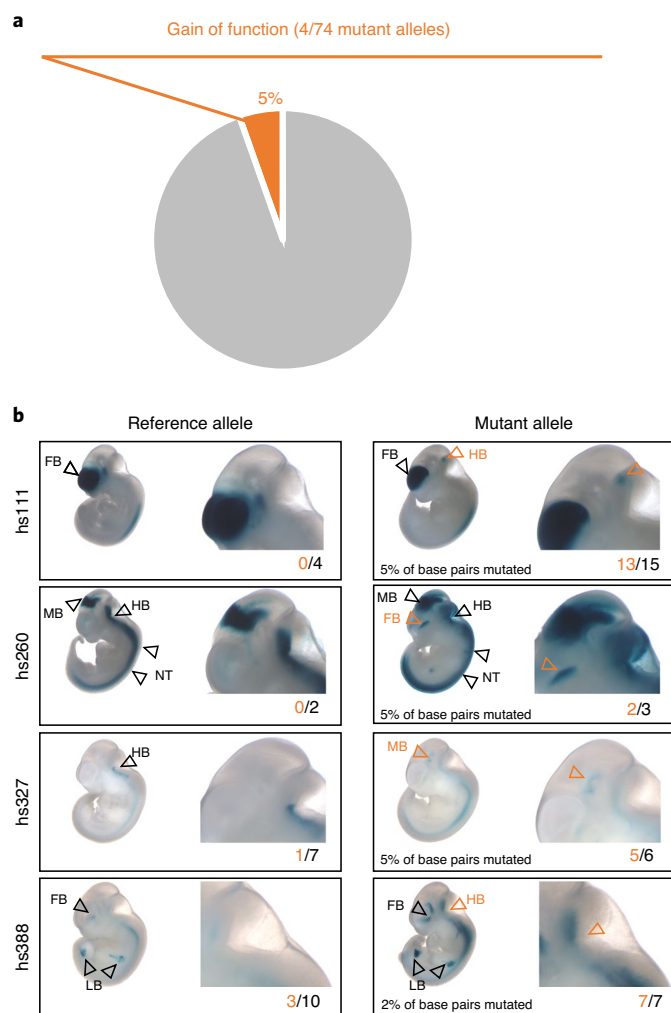 a
Gain of function (4/74 mutant alleles)
5%
b
Reference allele
Mutant allele
hs111
FB
0/4
FB
HB
5% of base pairs mutated
13/15
hs260
MB
HB
NT
0/2
MB
HB
FB
NT
5% of base pairs mutated
2/3
hs327
HB
1/7
MB
5% of base pairs mutated
5/6
hs388
FB
LB
3/10
FB
HB
LB
2% of base pairs mutated
7/7